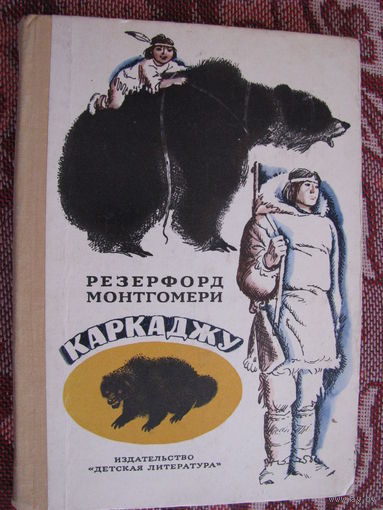 РЕЗЕРФОРД
МОНТГОМЕРИ
КАРКАДЖУ
ИЗДАТЕЛЬСТВО
“ДЕТСКАЯ ЛИТЕРАТУРА”